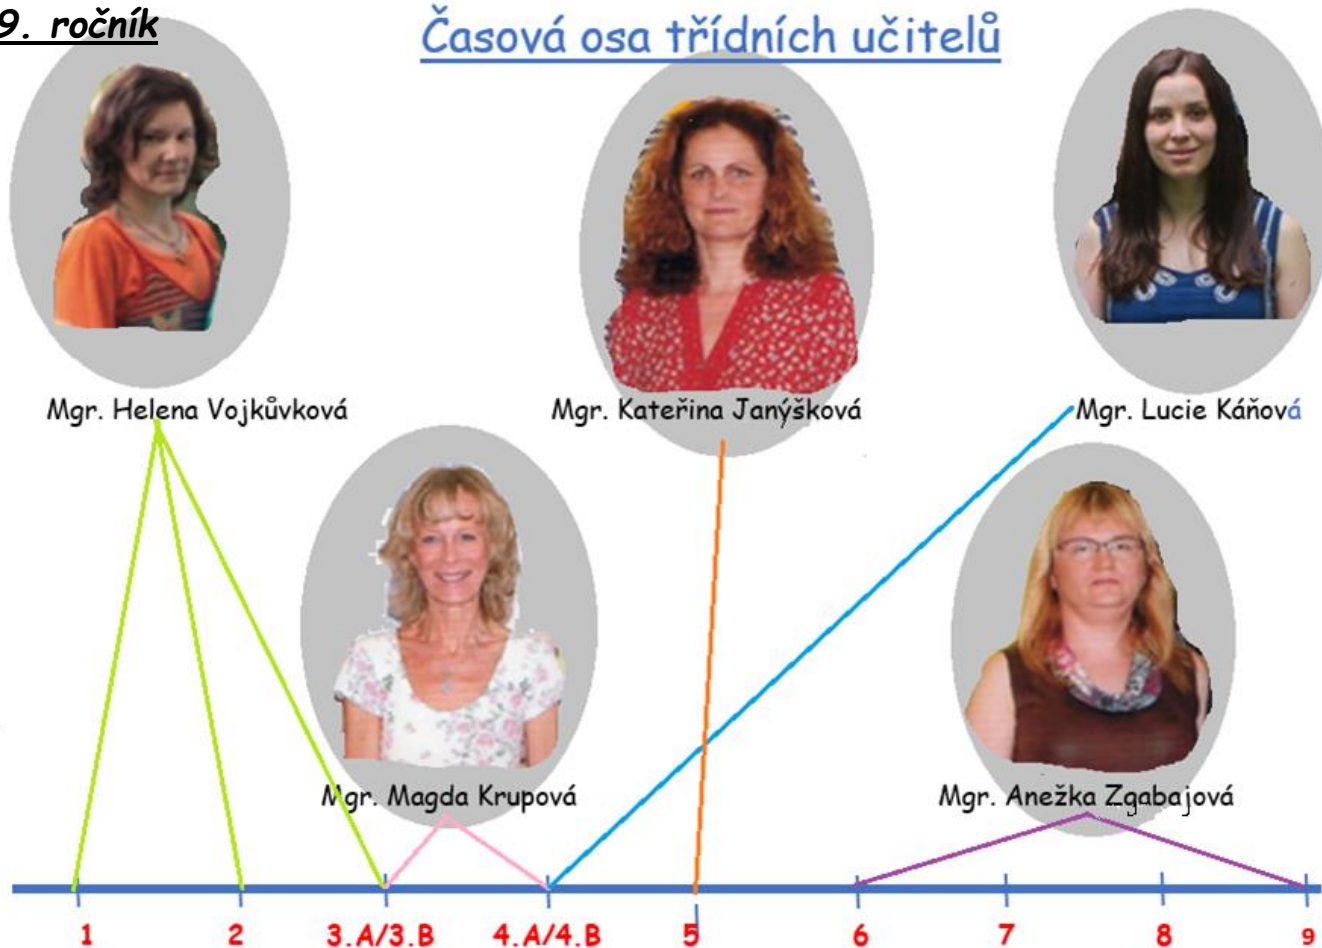 9. ročník
Časová osa třídních učitelů
Mgr. Helena Vojkůvková
Mgr. Kateřina Janýšková
Mgr. Lucie Káňová
Mgr. Magda Krupová
Mgr. Anežka Zgabajová
1 2 3.A/3.B 4.A/4.B 5 6 7 8 9